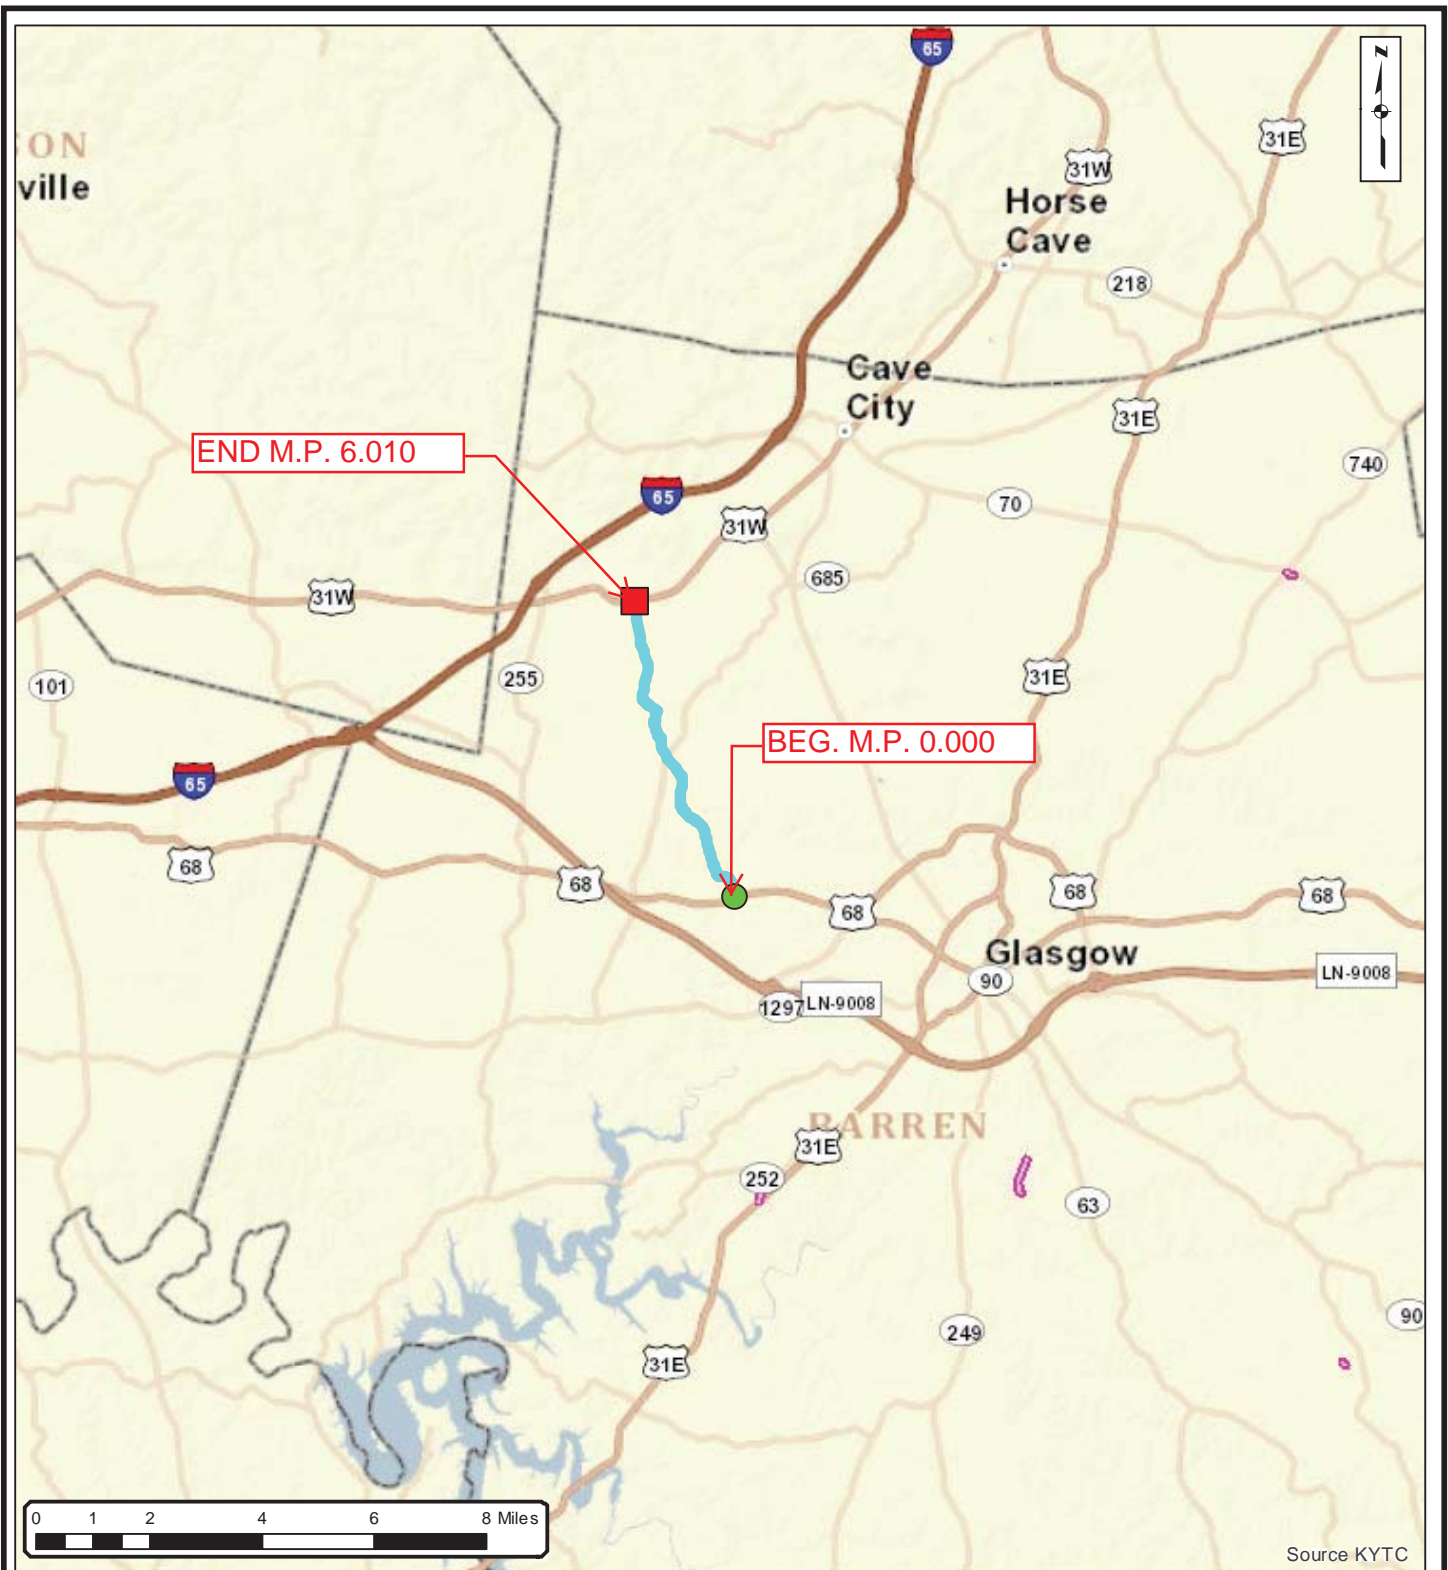 65
N
31E
SON
ville
31W
Horse
Cave
218
Cave
City
31E
END M.P. 6.010
740
65
70
31W
685
31W
255
31E
101
BEG. M.P. 0.000
65
68
68
68
68
68
Glasgow
90
LN-9008
1297
LN-9008
BARREN
31E
252
63
90
249
31E
0 1 2 4 6 8 Miles
Source KYTC